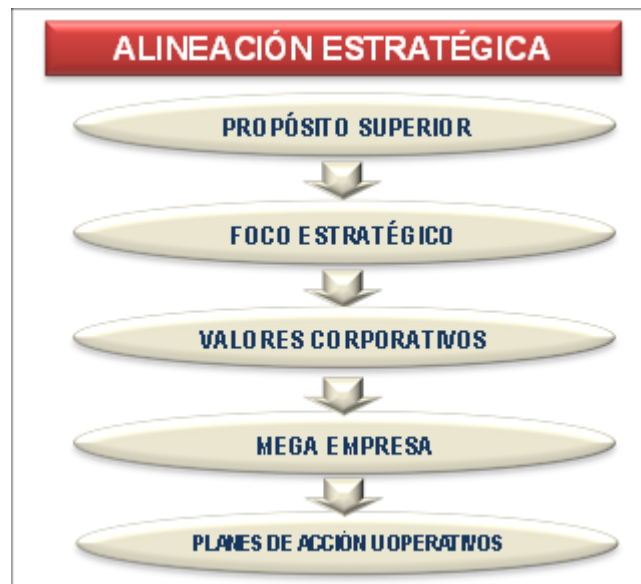 ALINEACIÓN ESTRATÉGICA
PROPÓSITO SUPERIOR
FOCO ESTRATÉGICO
VALORES CORPORATIVOS
MEGA EMPRESA
PLANES DE ACCIÓN U OPERATIVOS